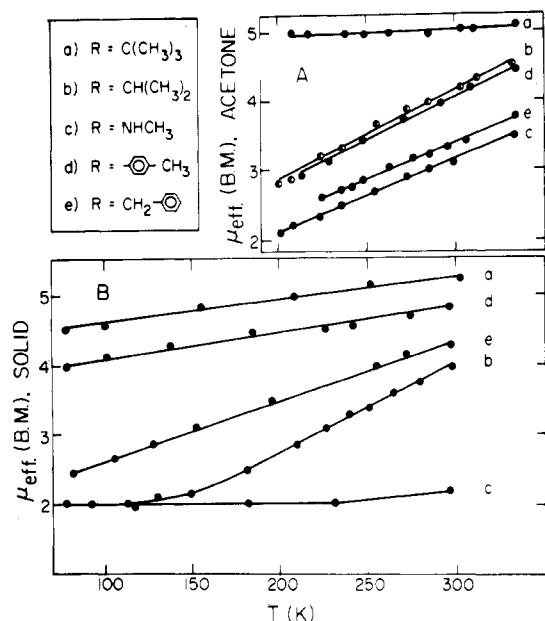 a) R = C(CH3)3
b) R = CH(CH3)2
c) R = NHCH3
d) R = CH3
e) R = CH2
A
μeff. (B.M.), ACETONE
5
4
3
2
a
b
d
e
c
B
μeff. (B.M.), SOLID
5
4
3
2
a
d
e
b
c
100
150
200
250
300
T (K)